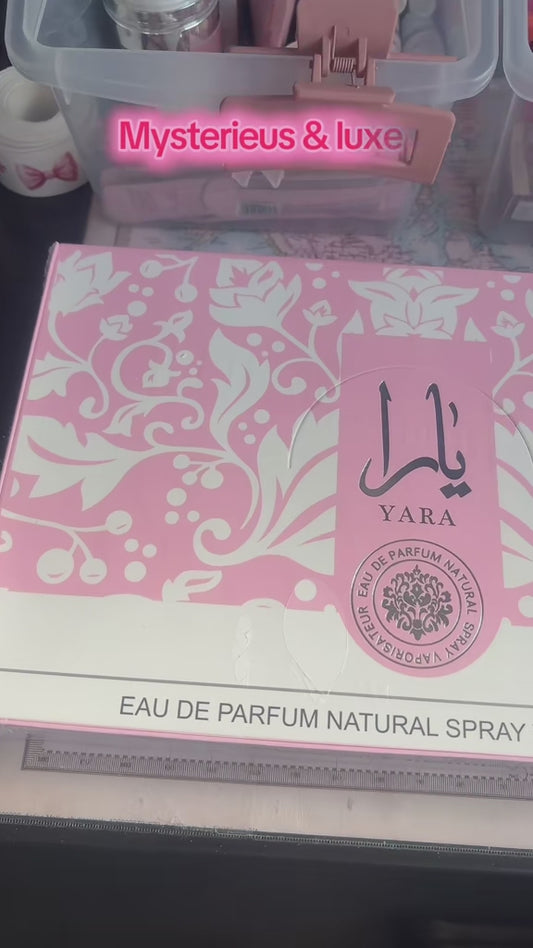 Mysterieus & luxe
يارا
YARA
EAU DE PARFUM NATURAL SPRAY VAPORISATEUR
EAU DE PARFUM NATURAL SPRAY